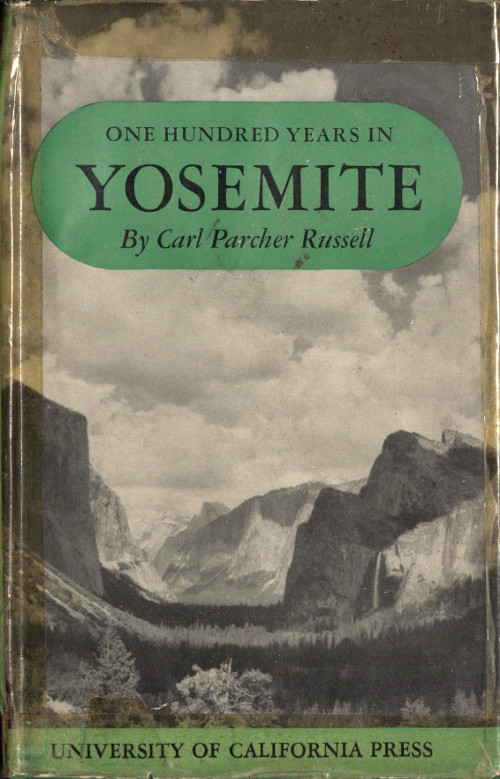 ONE HUNDRED YEARS IN
YOSEMITE
By Carl Parcher Russell
UNIVERSITY OF CALIFORNIA PRESS